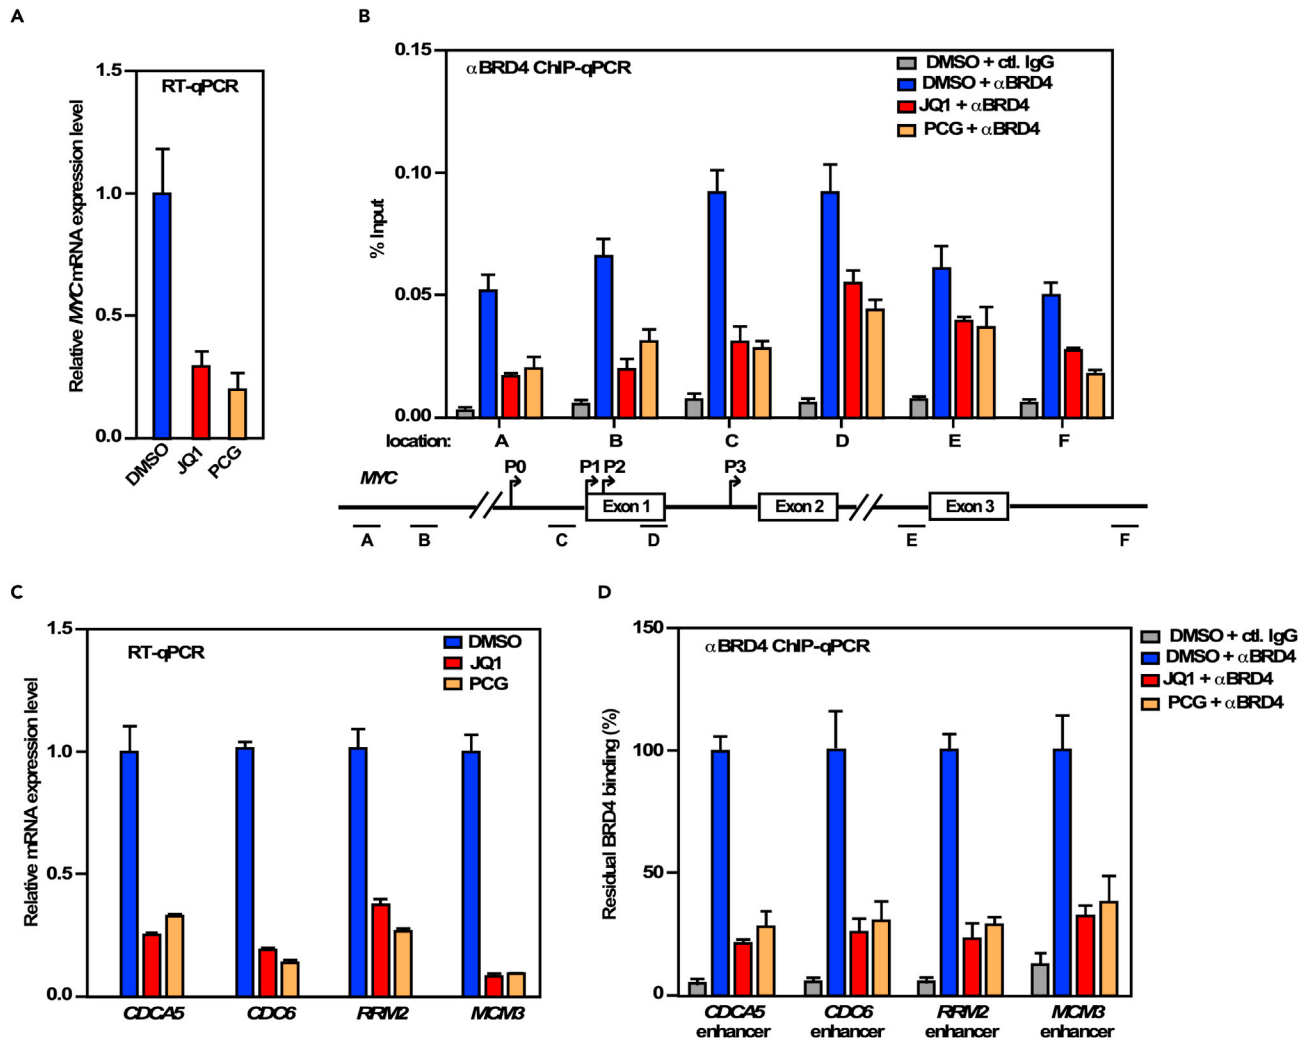 A
Relative MYC mRNA expression level
1.5
1.0
0.5
0.0
RT-qPCR
DMSO
JQ1
PCG
B
% Input
0.15
0.10
0.05
0.00
αBRD4 ChIP-qPCR
DMSO + ctl. IgG
DMSO + αBRD4
JQ1 + αBRD4
PCG + αBRD4
location: A B C D E F
MYC P0 P1 P2 P3
Exon 1 Exon 2 Exon 3
A B C D E F
C
Relative mRNA expression level
1.5
1.0
0.5
0.0
RT-qPCR
DMSO
JQ1
PCG
CDCA5 CDC6 RRM2 MCM3
D
Residual BRD4 binding (%)
150
100
50
0
αBRD4 ChIP-qPCR
DMSO + ctl. IgG
DMSO + αBRD4
JQ1 + αBRD4
PCG + αBRD4
CDCA5 CDC6 RRM2 MCM3
enhancer enhancer enhancer enhancer